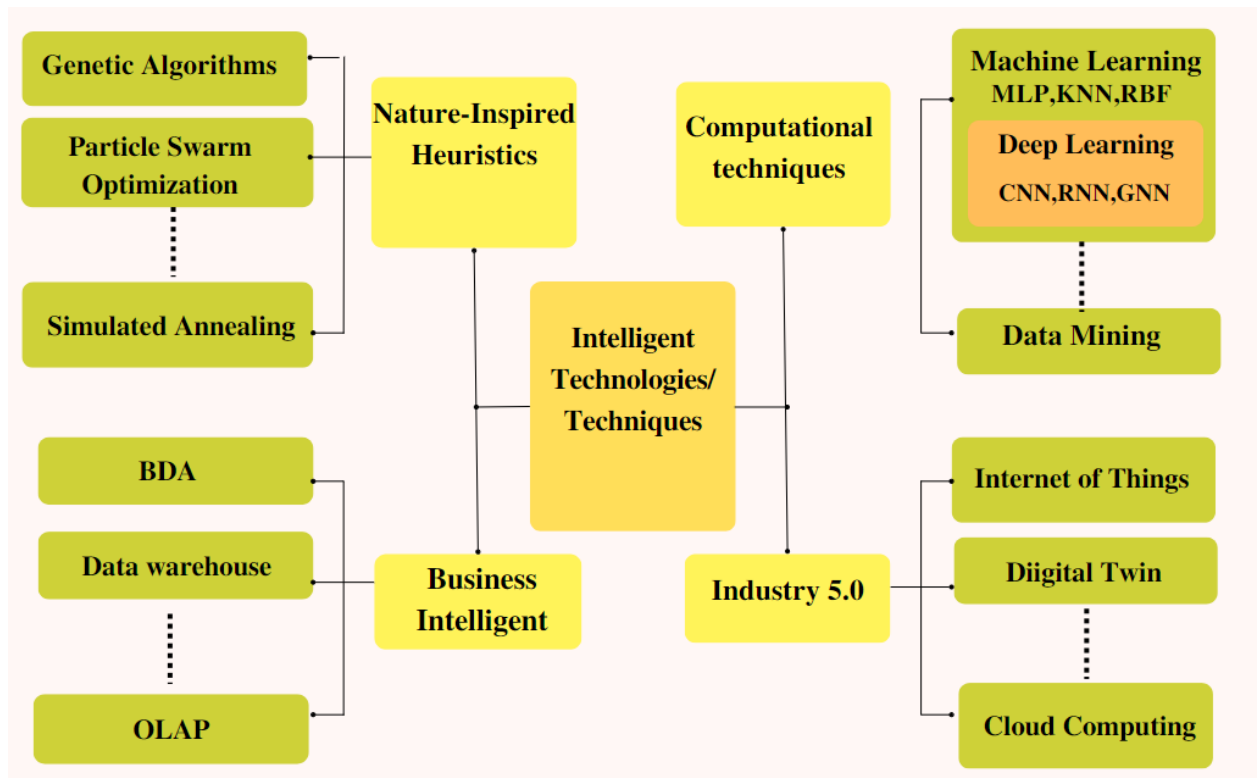 Genetic Algorithms
Particle Swarm
Optimization
Simulated Annealing
Nature-Inspired
Heuristics
Computational
techniques
Machine Learning
MLP,KNN,RBF
Deep Learning
CNN,RNN,GNN
Data Mining
Intelligent
Technologies/
Techniques
BDA
Data warehouse
OLAP
Business
Intelligent
Industry 5.0
Internet of Things
Diigital Twin
Cloud Computing